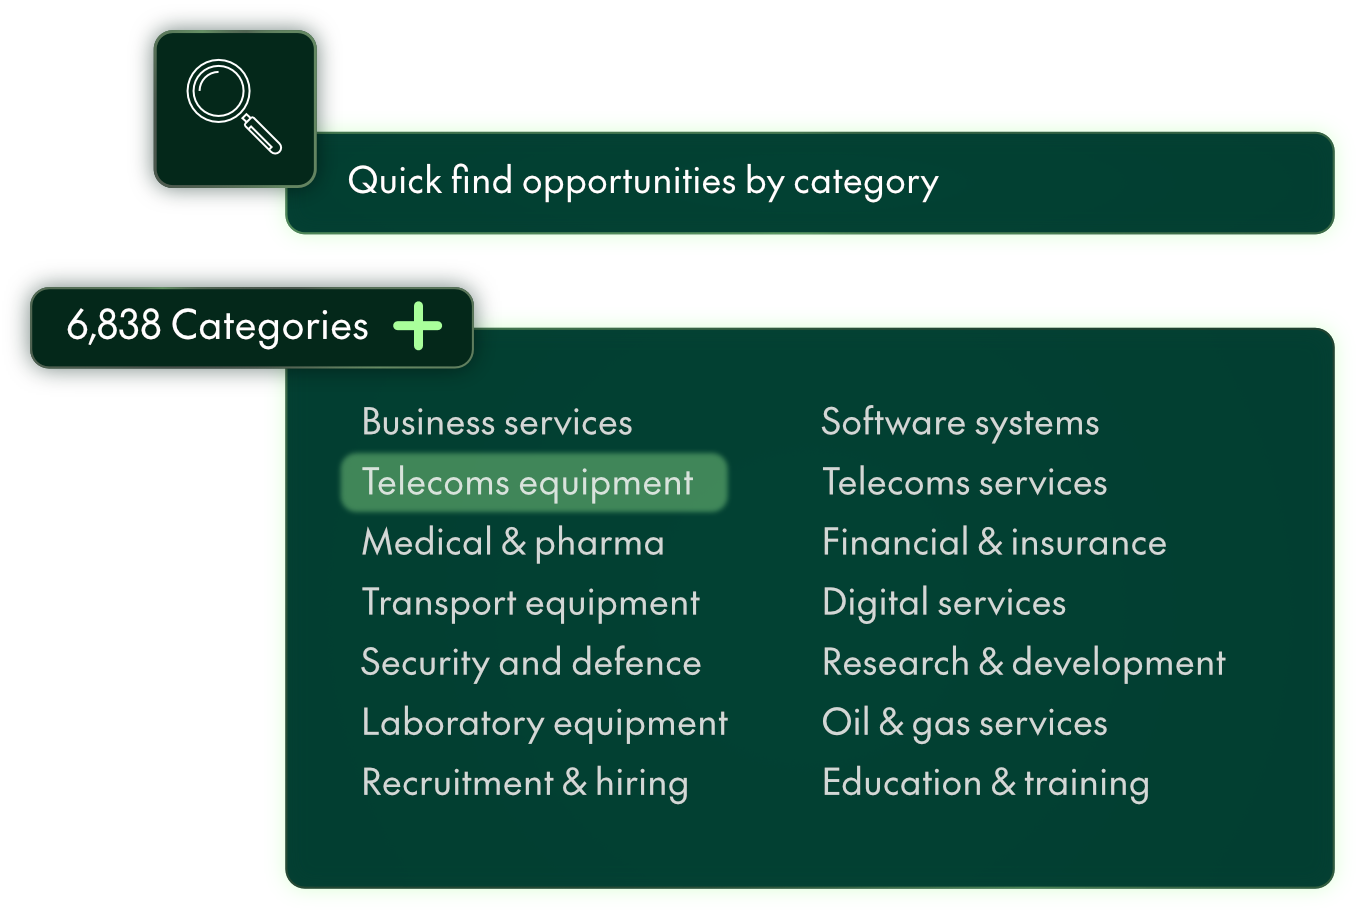 Quick find opportunities by category
6,838 Categories
Business services
Telecoms equipment
Medical & pharma
Transport equipment
Security and defence
Laboratory equipment
Recruitment & hiring
Software systems
Telecoms services
Financial & insurance
Digital services
Research & development
Oil & gas services
Education & training